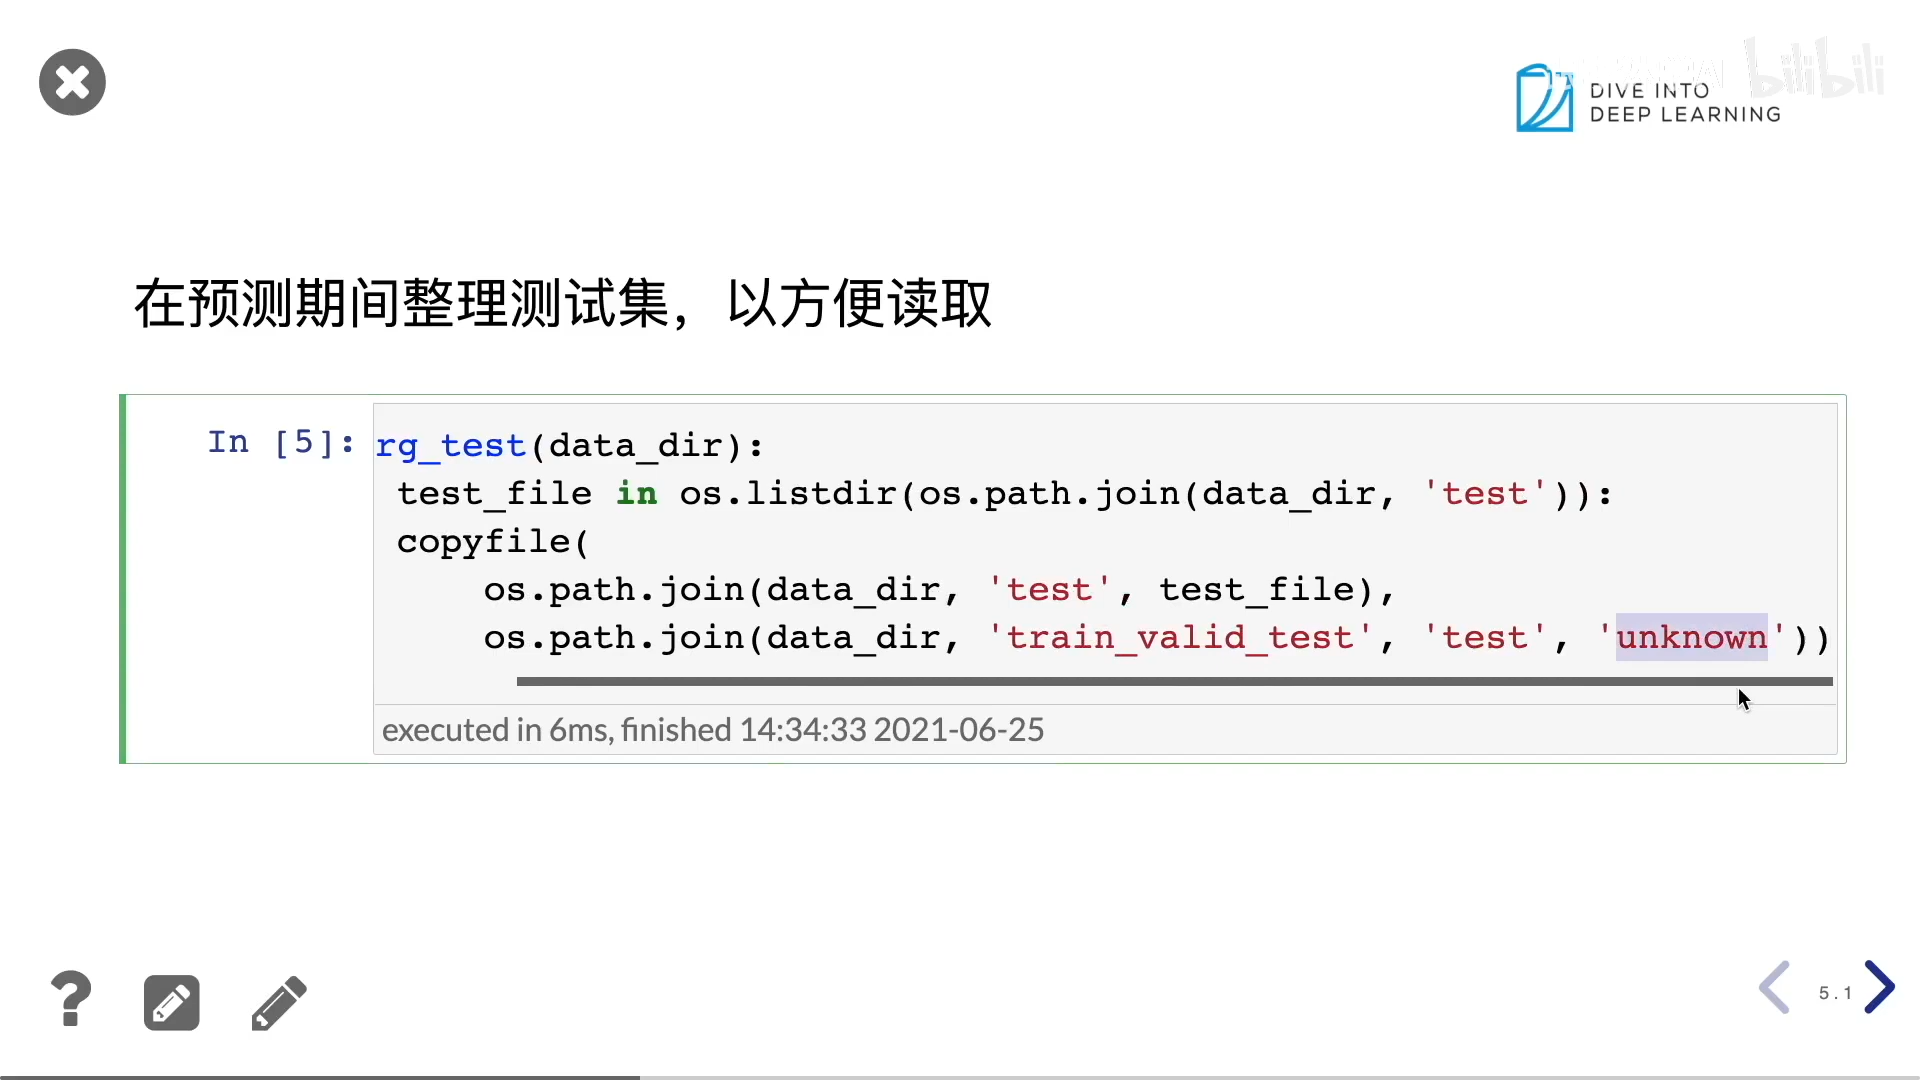 bilibili
DIVE INTO
DEEP LEARNING
在预测期间整理测试集，以方便读取
In [5]:
rg_test(data_dir):
test_file in os.listdir(os.path.join(data_dir, 'test')):
copyfile(
os.path.join(data_dir, 'test', test_file),
os.path.join(data_dir, 'train_valid_test', 'test', 'unknown'))
executed in 6ms, finished 14:34:33 2021-06-25
5.1